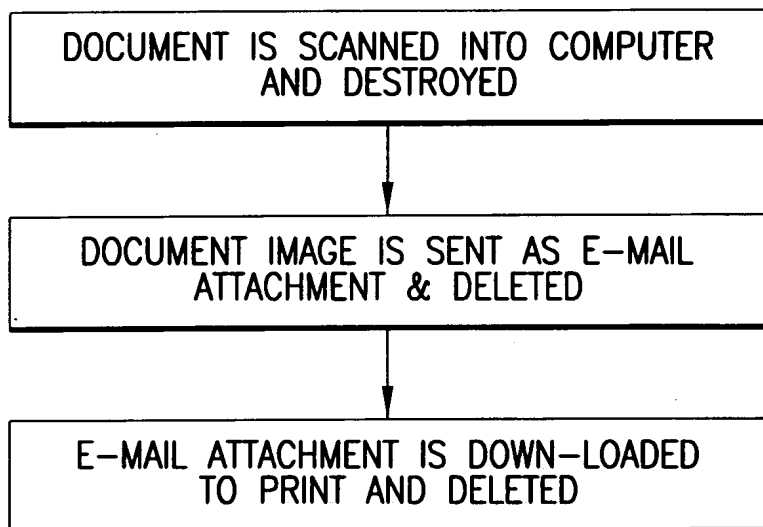 DOCUMENT IS SCANNED INTO COMPUTER
AND DESTROYED
DOCUMENT IMAGE IS SENT AS E-MAIL
ATTACHMENT & DELETED
E-MAIL ATTACHMENT IS DOWN-LOADED
TO PRINT AND DELETED